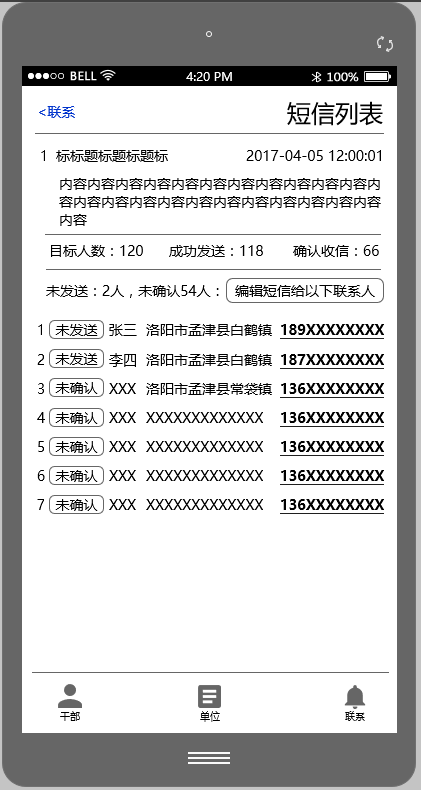 BELL 4:20 PM 100%
<联系 短信列表
1 标标题标题标题标 2017-04-05 12:00:01
内容内容内容内容内容内容内容内容内容内容内容内
容内容内容内容内容内容内容内容内容内容内容内容
内容
目标人数：120 成功发送：118 确认收信：66
未发送：2人，未确认54人： 编辑短信给以下联系人
1 未发送 张三 洛阳市孟津县白鹤镇 189XXXXXXXX
2 未发送 李四 洛阳市孟津县白鹤镇 187XXXXXXXX
3 未确认 XXX 洛阳市孟津县常袋镇 136XXXXXXXX
4 未确认 XXX XXXXXXXXXXXXX 136XXXXXXXX
5 未确认 XXX XXXXXXXXXXXXX 136XXXXXXXX
6 未确认 XXX XXXXXXXXXXXXX 136XXXXXXXX
7 未确认 XXX XXXXXXXXXXXXX 136XXXXXXXX
干部 单位 联系